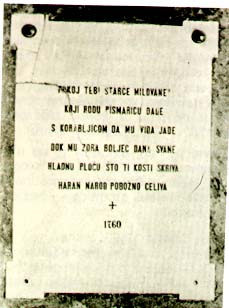 POKOJ TEBI STARČE MILOVANE
KOJI RODU PISMARICU DADE
S KORABLJICOM DA MU VIDA JADE
DOK MU ZORA BOLJEG DANA SVANE
HLADNU PLOČU ŠTO TI KOSTI SKRIVA
HARAN NAROD POBOŽNO CELIVA
+
1760